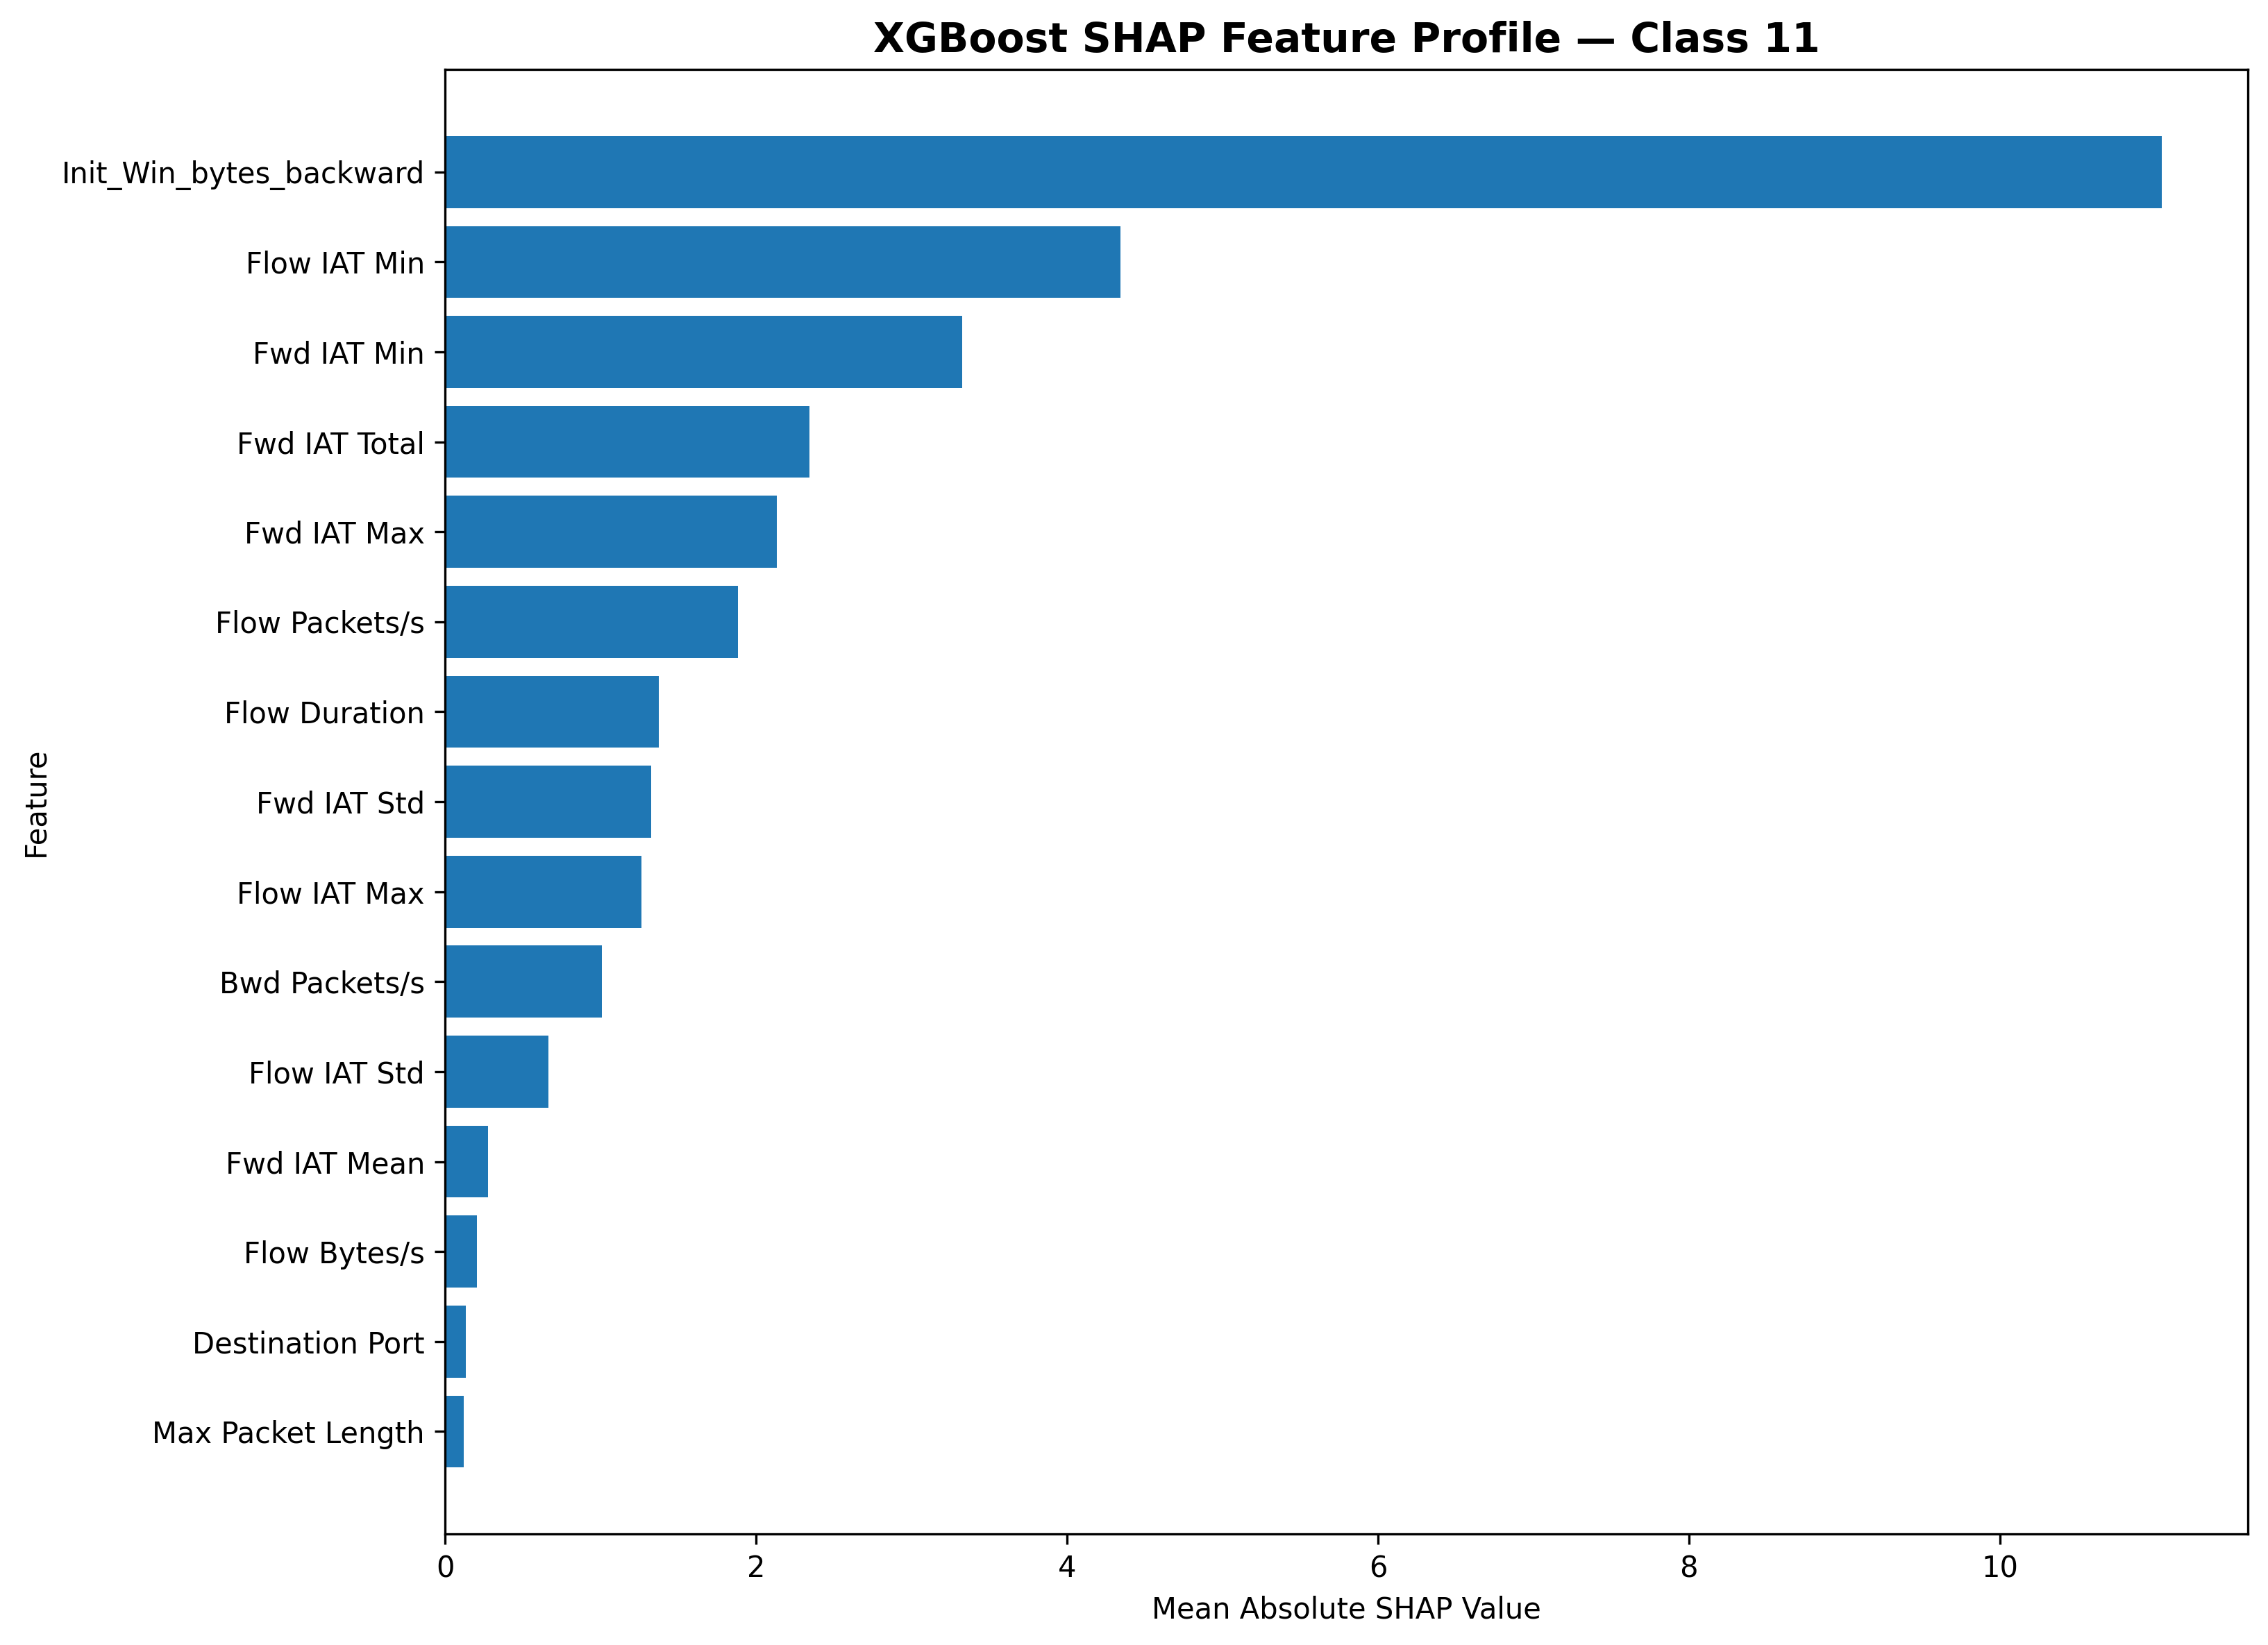 XGBoost SHAP Feature Profile — Class 11
Feature
Init_Win_bytes_backward
Flow IAT Min
Fwd IAT Min
Fwd IAT Total
Fwd IAT Max
Flow Packets/s
Flow Duration
Fwd IAT Std
Flow IAT Max
Bwd Packets/s
Flow IAT Std
Fwd IAT Mean
Flow Bytes/s
Destination Port
Max Packet Length
0 2 4 6 8 10
Mean Absolute SHAP Value